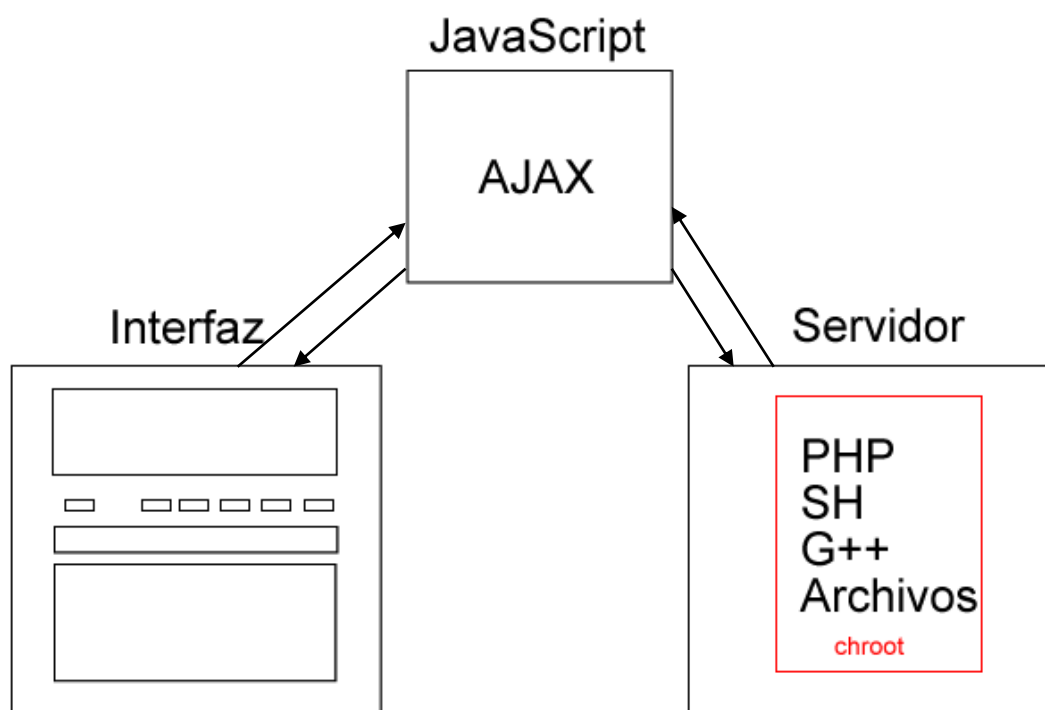 JavaScript
AJAX
Interfaz
Servidor
PHP
SH
G++
Archivos
chroot